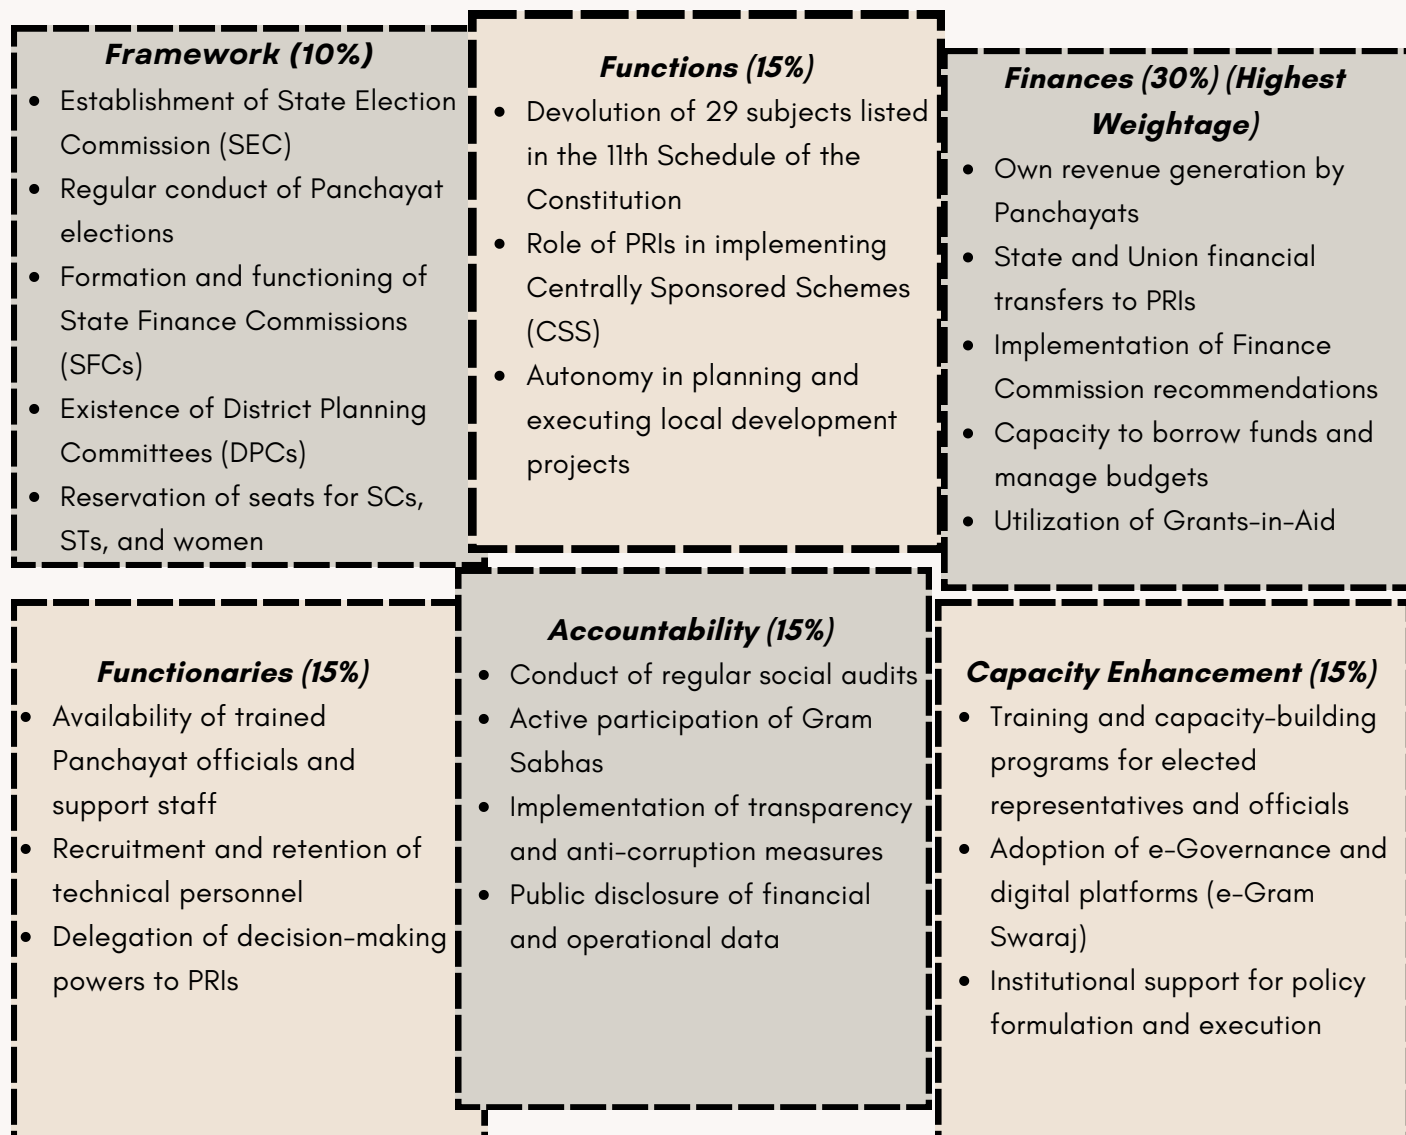 Framework (10%)
• Establishment of State Election
Commission (SEC)
• Regular conduct of Panchayat
elections
• Formation and functioning of
State Finance Commissions
(SFCs)
• Existence of District Planning
Committees (DPCs)
• Reservation of seats for SCs,
STs, and women
Functions (15%)
• Devolution of 29 subjects listed
in the 11th Schedule of the
Constitution
• Role of PRIs in implementing
Centrally Sponsored Schemes
(CSS)
• Autonomy in planning and
executing local development
projects
Finances (30%) (Highest
Weightage)
• Own revenue generation by
Panchayats
• State and Union financial
transfers to PRIs
• Implementation of Finance
Commission recommendations
• Capacity to borrow funds and
manage budgets
• Utilization of Grants-in-Aid
Functionaries (15%)
• Availability of trained
Panchayat officials and
support staff
• Recruitment and retention of
technical personnel
• Delegation of decision-making
powers to PRIs
Accountability (15%)
• Conduct of regular social audits
• Active participation of Gram
Sabhas
• Implementation of transparency
and anti-corruption measures
• Public disclosure of financial
and operational data
Capacity Enhancement (15%)
• Training and capacity-building
programs for elected
representatives and officials
• Adoption of e-Governance and
digital platforms (e-Gram
Swaraj)
• Institutional support for policy
formulation and execution